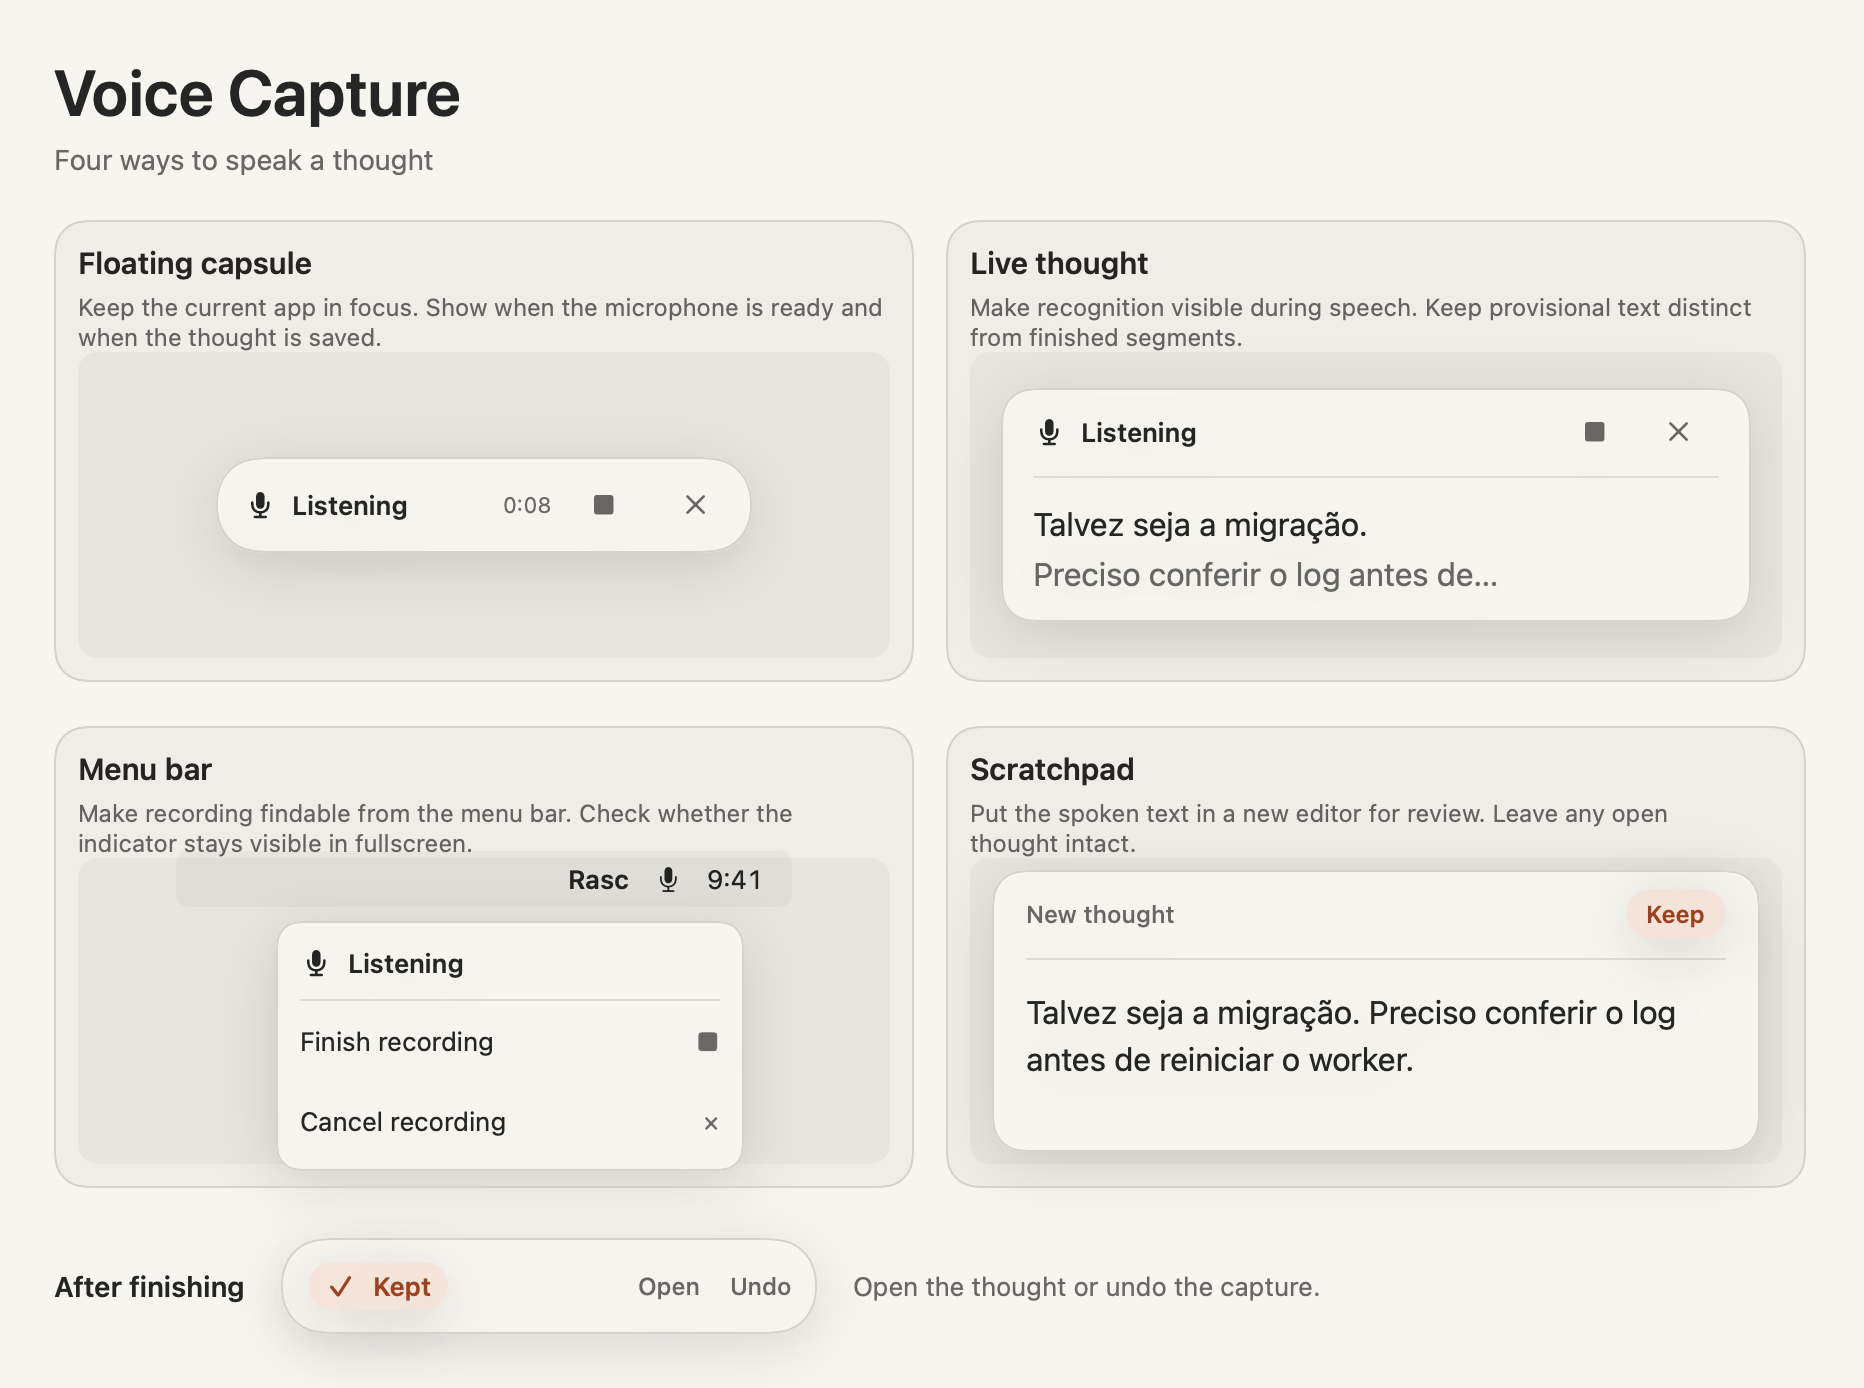 Voice Capture
Four ways to speak a thought
Floating capsule
Keep the current app in focus. Show when the microphone is ready and
when the thought is saved.
Listening 0:08
Live thought
Make recognition visible during speech. Keep provisional text distinct
from finished segments.
Listening
Talvez seja a migração.
Preciso conferir o log antes de...
Menu bar
Make recording findable from the menu bar. Check whether the
indicator stays visible in fullscreen.
Rasc 9:41
Listening
Finish recording
Cancel recording
Scratchpad
Put the spoken text in a new editor for review. Leave any open
thought intact.
New thought Keep
Talvez seja a migração. Preciso conferir o log
antes de reiniciar o worker.
After finishing Kept Open Undo Open the thought or undo the capture.